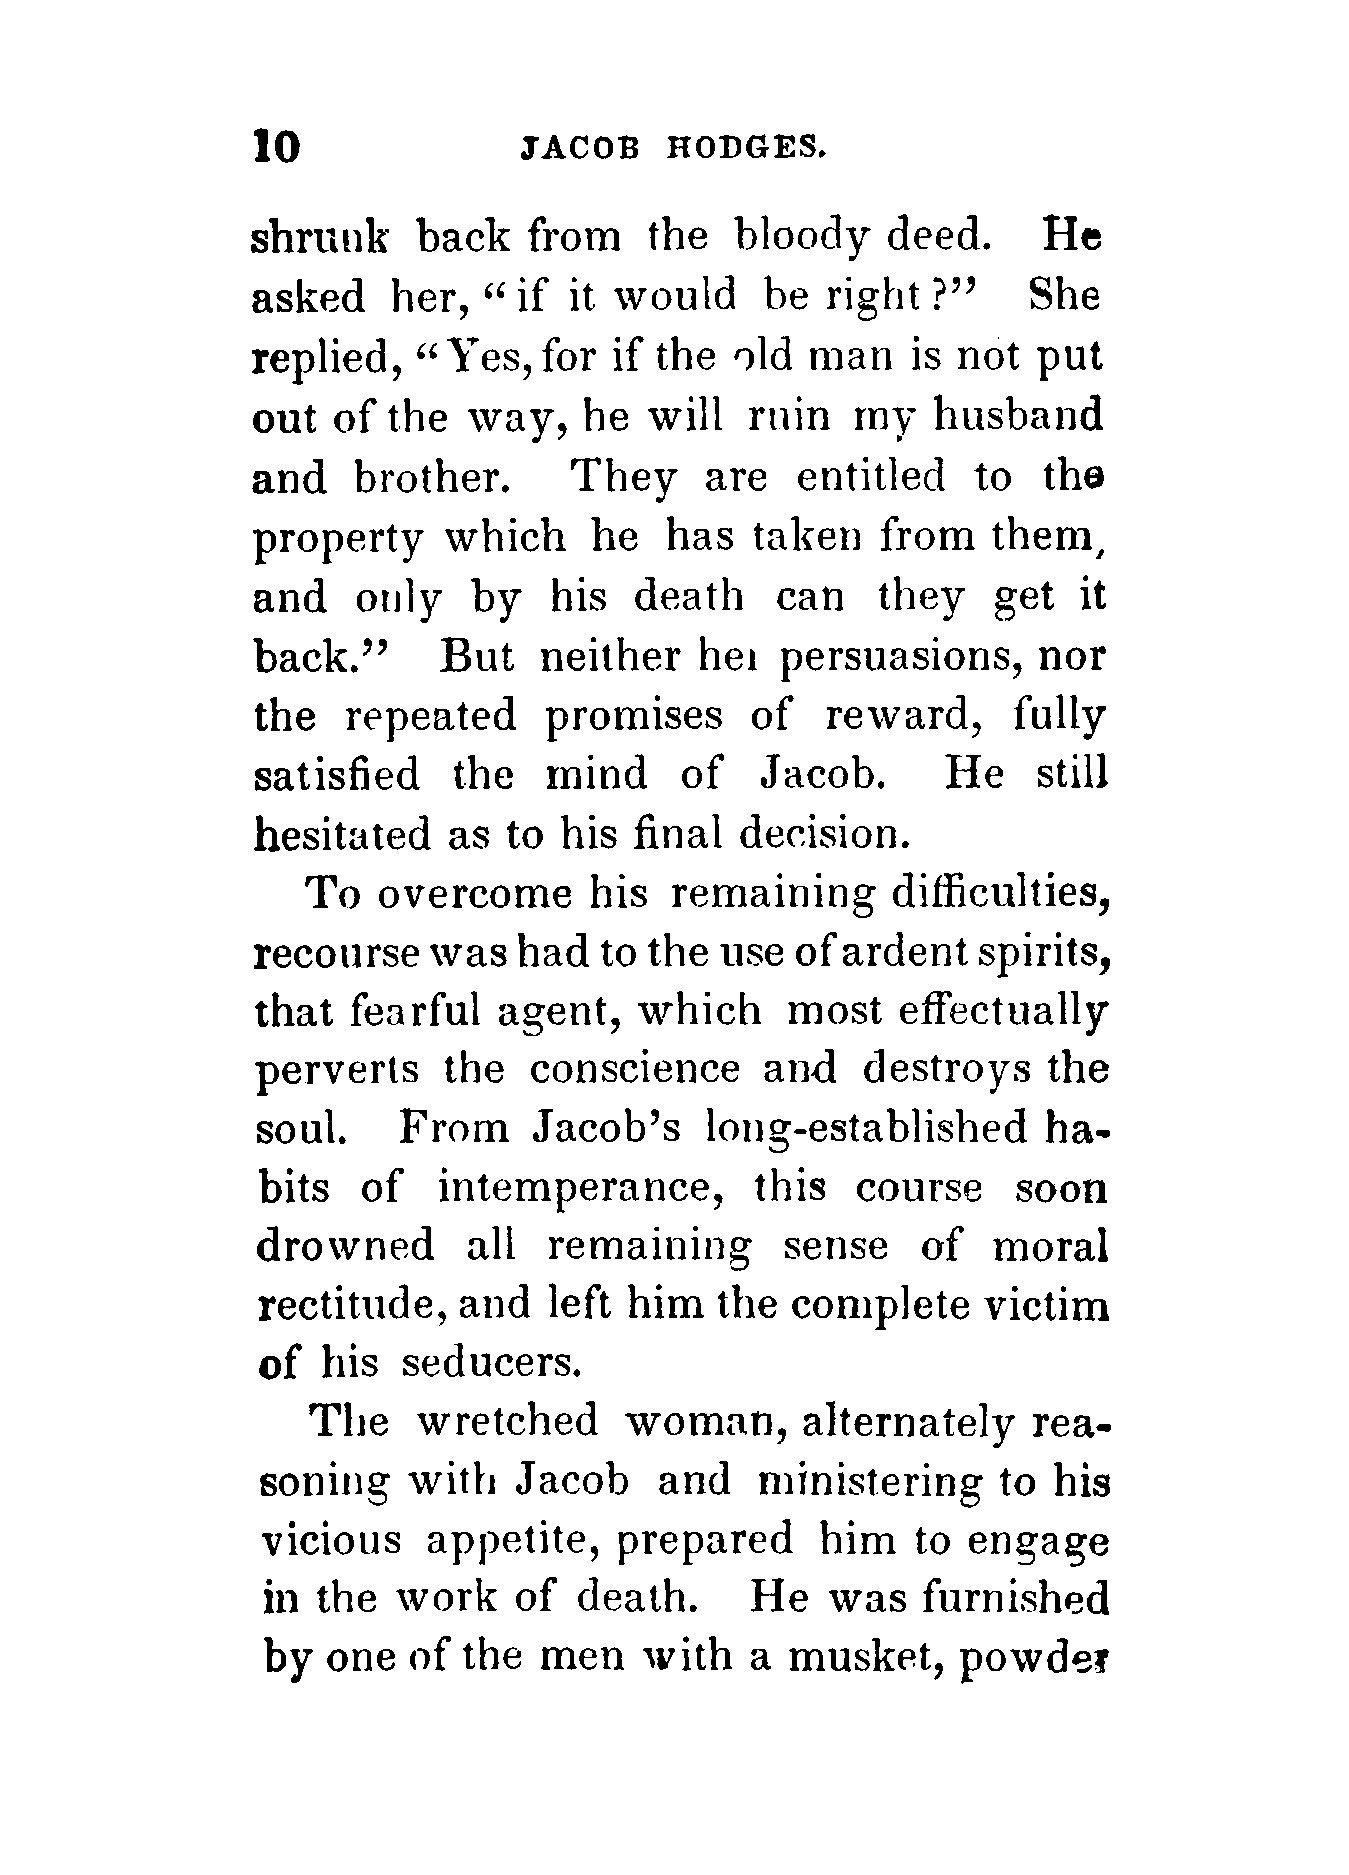 10 JACOB HODGES.
shrunk back from the bloody deed. He
asked her, “ if it would be right ?” She
replied, “ Yes, for if the old man is not put
out of the way, he will ruin my husband
and brother. They are entitled to the
property which he has taken from them,
and only by his death can they get it
back.” But neither her persuasions, nor
the repeated promises of reward, fully
satisfied the mind of Jacob. He still
hesitated as to his final decision.
To overcome his remaining difficulties,
recourse was had to the use of ardent spirits,
that fearful agent, which most effectually
perverts the conscience and destroys the
soul. From Jacob’s long-established ha-
bits of intemperance, this course soon
drowned all remaining sense of moral
rectitude, and left him the complete victim
of his seducers.
The wretched woman, alternately rea-
soning with Jacob and ministering to his
vicious appetite, prepared him to engage
in the work of death. He was furnished
by one of the men with a musket, powder